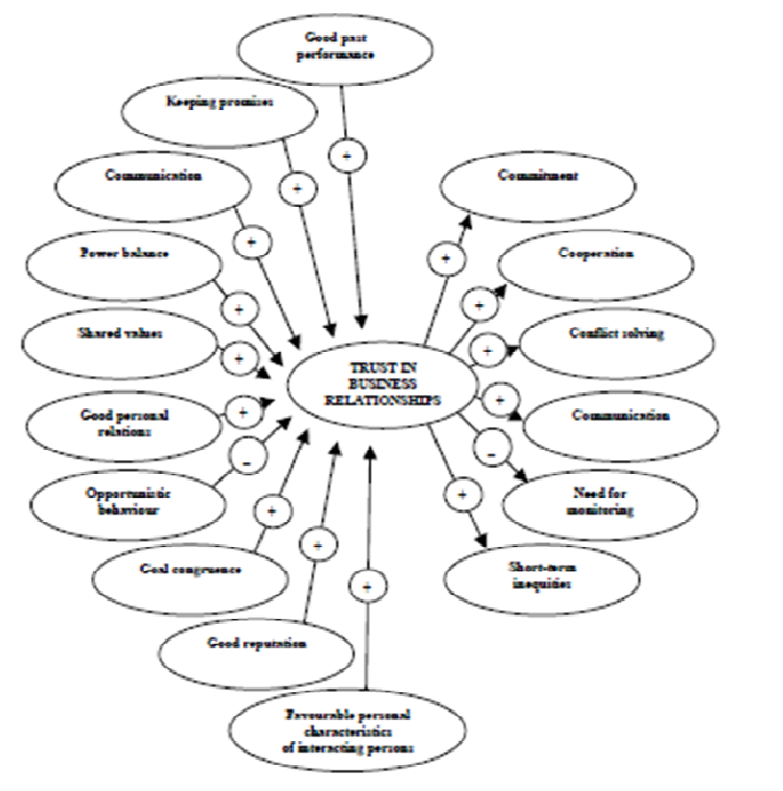 Good past
performance
Keeping promises
+
Communication
+
Commitment
+
+
Power balance
+
Cooperation
+
+
Shared values
+
Conflict solving
+
TRUST IN
BUSINESS
RELATIONSHIPS
+
Good personal
relations
+
Communication
-
Opportunistic
behaviour
-
Need for
monitoring
+
+
Goal congruence
+
Short-term
inequities
+
Good reputation
Favourable personal
characteristics
of interacting persons